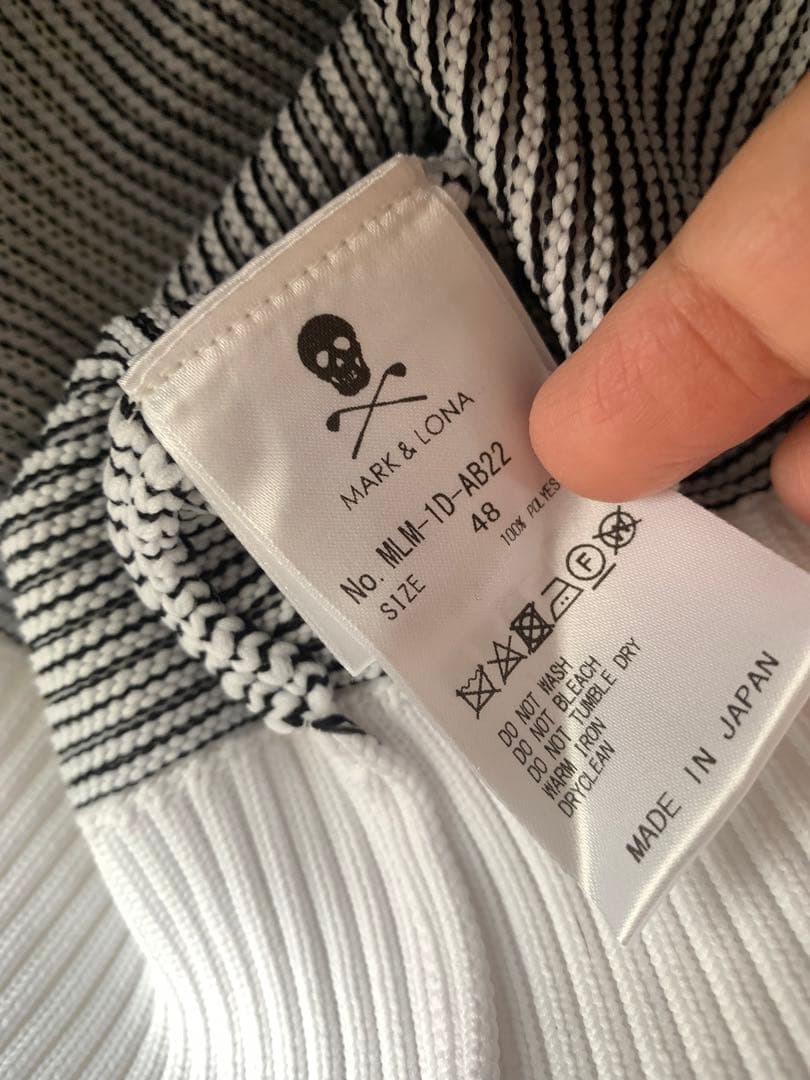 MARK & LONA
No. MLM-1D-AB22
SIZE 48
100%
F
W
DO NOT WASH
DO NOT BLEACH
DO NOT TUMBLE DRY
WARM IRON
DRYCLEAN
MADE IN JAPAN